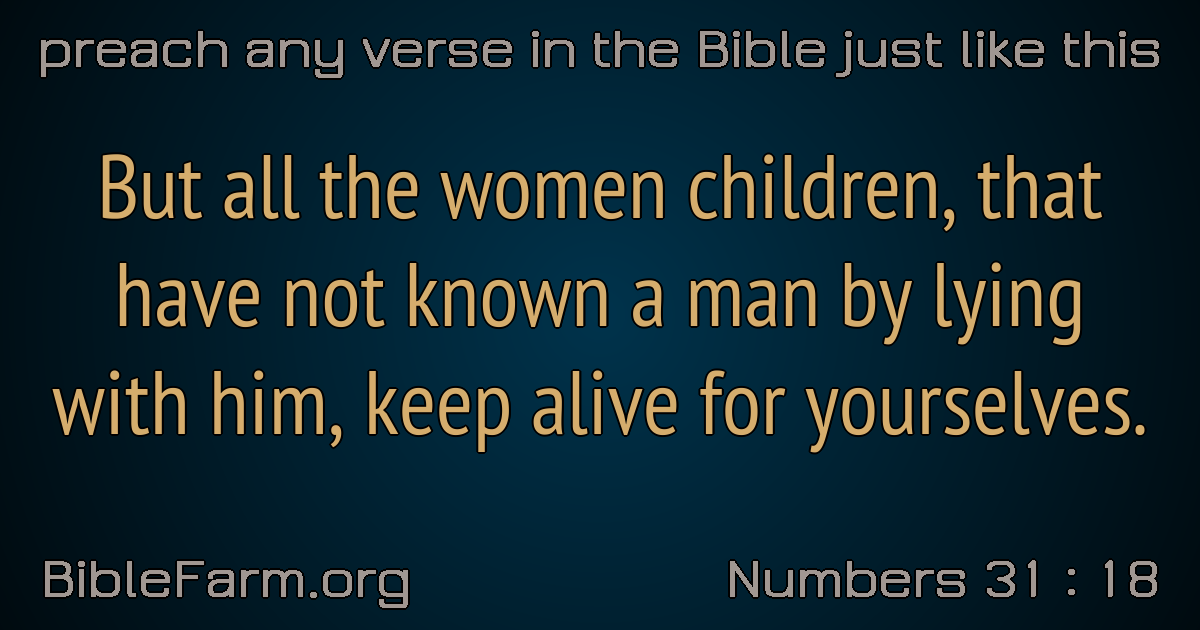 preach any verse in the Bible just like this
But all the women children, that
have not known a man by lying
with him, keep alive for yourselves.
BibleFarm.org
Numbers 31 : 18